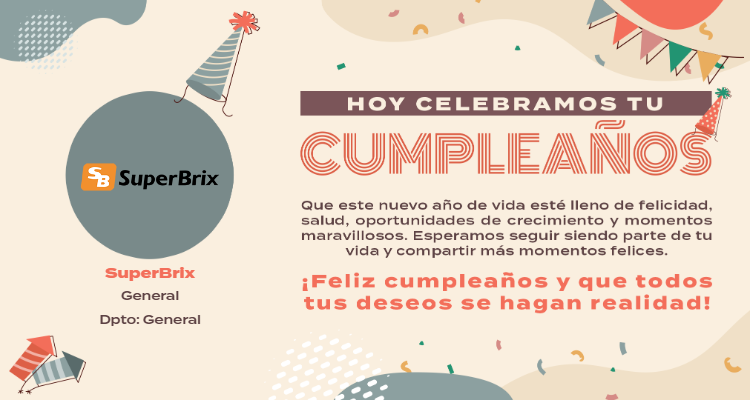 SB SuperBrix
SuperBrix
General
Dpto: General
HOY CELEBRAMOS TU
CUMPLEAÑOS
Que este nuevo año de vida esté lleno de felicidad,
salud, oportunidades de crecimiento y momentos
maravillosos. Esperamos seguir siendo parte de tu
vida y compartir más momentos felices.
¡Feliz cumpleaños y que todos
tus deseos se hagan realidad!